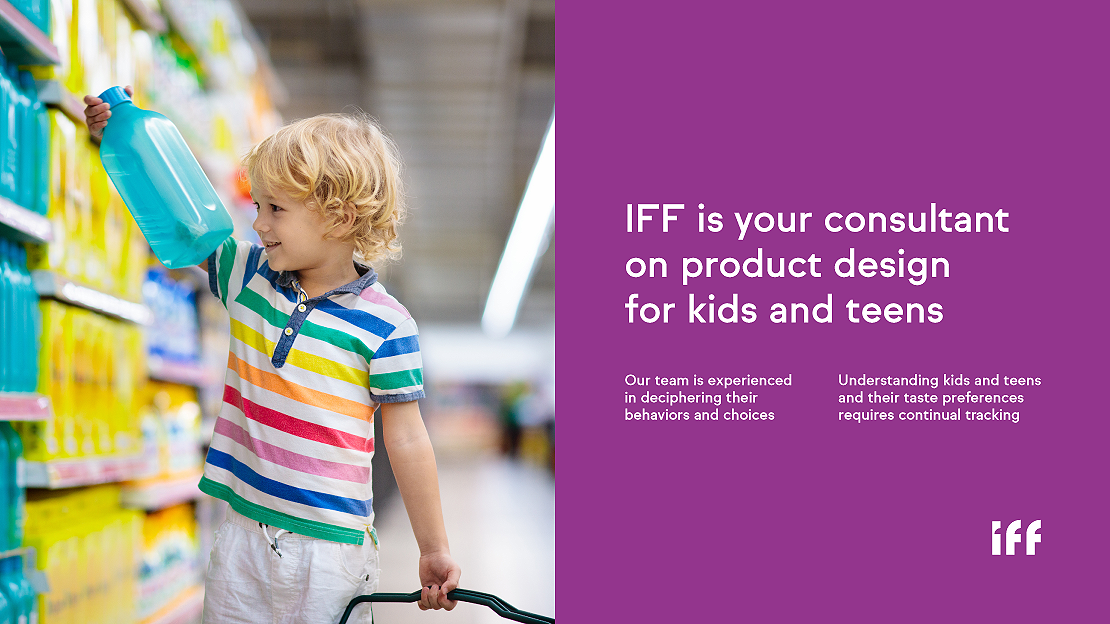 IFF is your consultant
on product design
for kids and teens
Our team is experienced
in deciphering their
behaviors and choices
Understanding kids and teens
and their taste preferences
requires continual tracking
iff